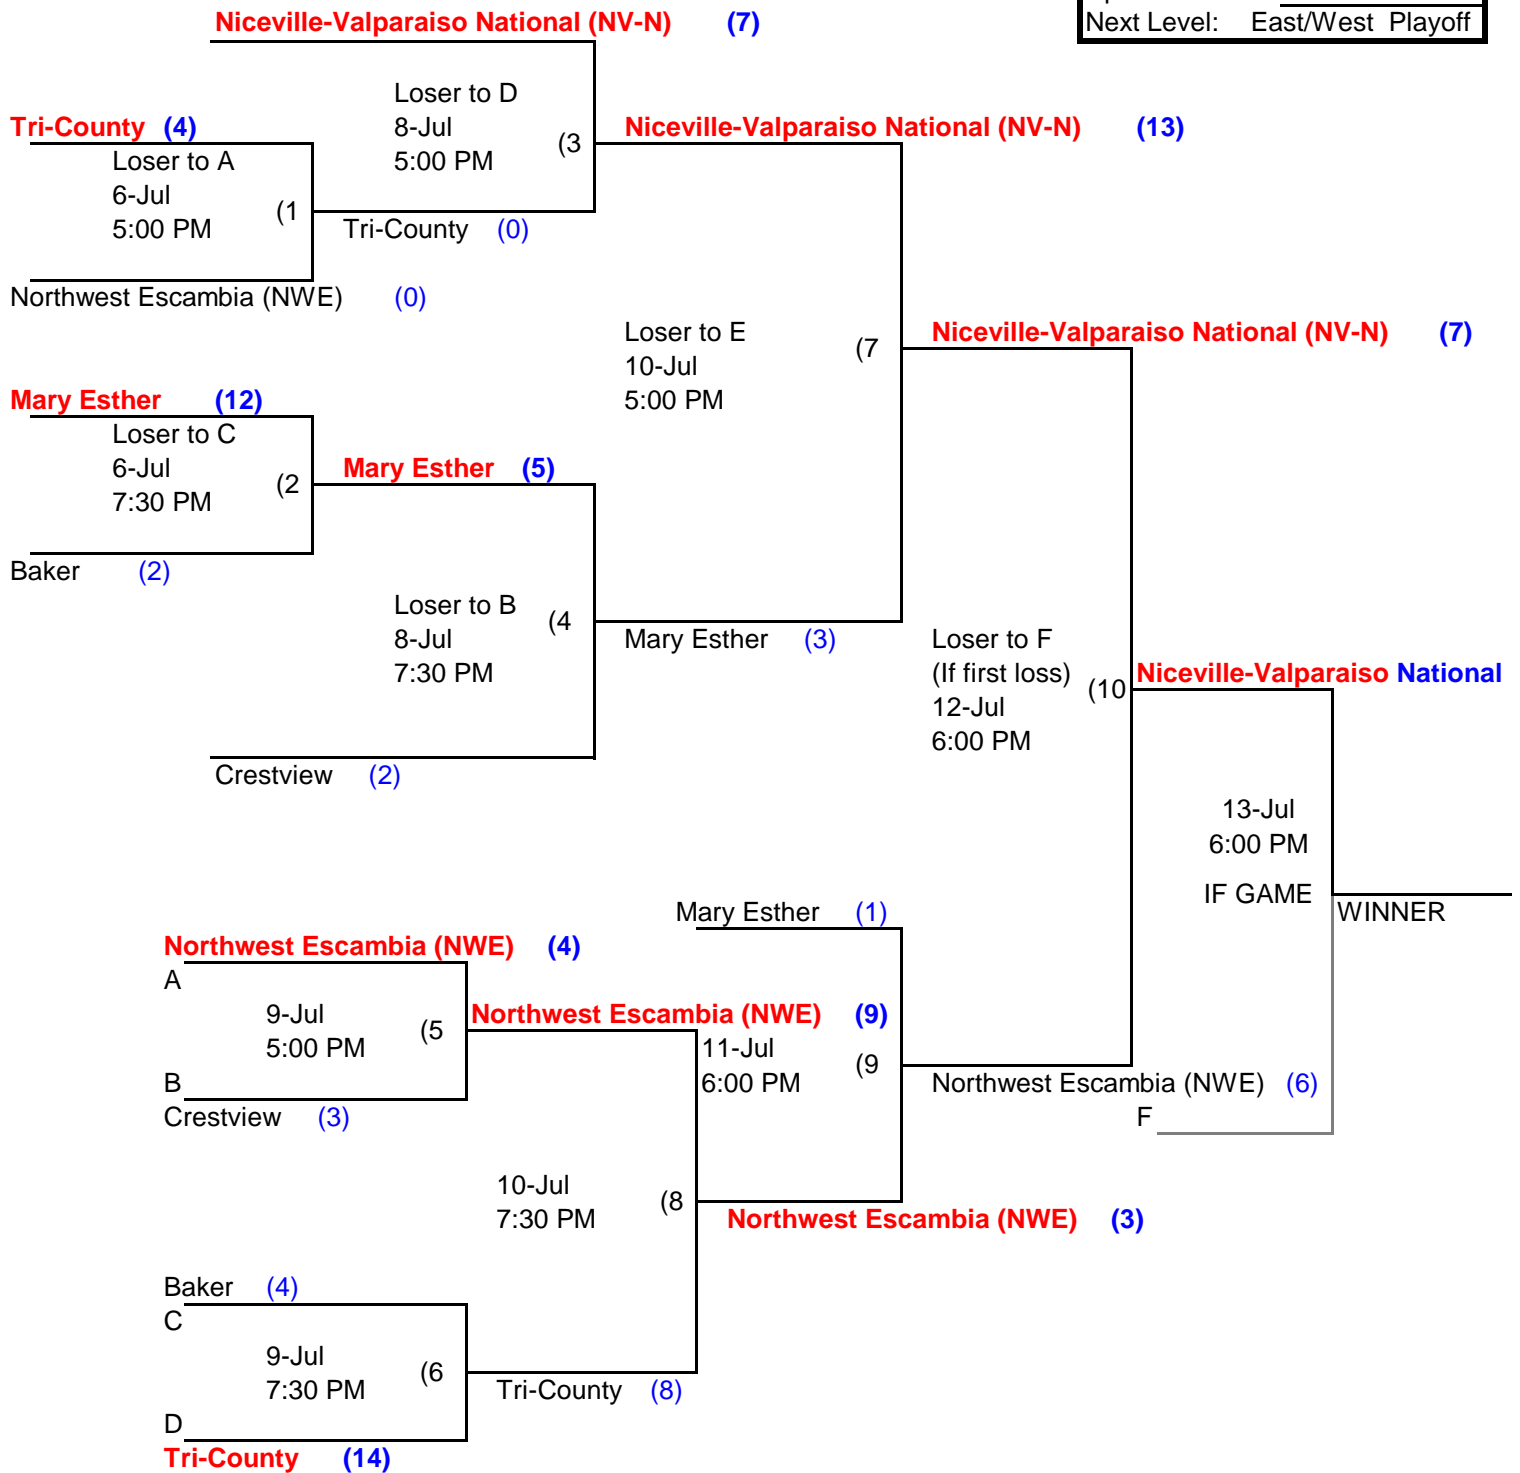 Niceville-Valparaiso National (NV-N) (7)
Next Level: East/West Playoff
Loser to D
8-Jul
5:00 PM
(3
Tri-County (4)
Niceville-Valparaiso National (NV-N) (13)
Loser to A
6-Jul
5:00 PM
(1
Tri-County (0)
Northwest Escambia (NWE) (0)
Loser to E
10-Jul
5:00 PM
(7
Niceville-Valparaiso National (NV-N) (7)
Mary Esther (12)
Loser to C
6-Jul
7:30 PM
(2
Mary Esther (5)
Baker (2)
Loser to B
8-Jul
7:30 PM
(4
Mary Esther (3)
Loser to F
(If first loss)
12-Jul
6:00 PM
(10
Niceville-Valparaiso National
Crestview (2)
13-Jul
6:00 PM
IF GAME
WINNER
Mary Esther (1)
Northwest Escambia (NWE) (4)
A
9-Jul
5:00 PM
(5
Northwest Escambia (NWE) (9)
11-Jul
6:00 PM
(9
B
Crestview (3)
Northwest Escambia (NWE) (6)
F
10-Jul
7:30 PM
(8
Northwest Escambia (NWE) (3)
Baker (4)
C
9-Jul
7:30 PM
(6
Tri-County (8)
D
Tri-County (14)